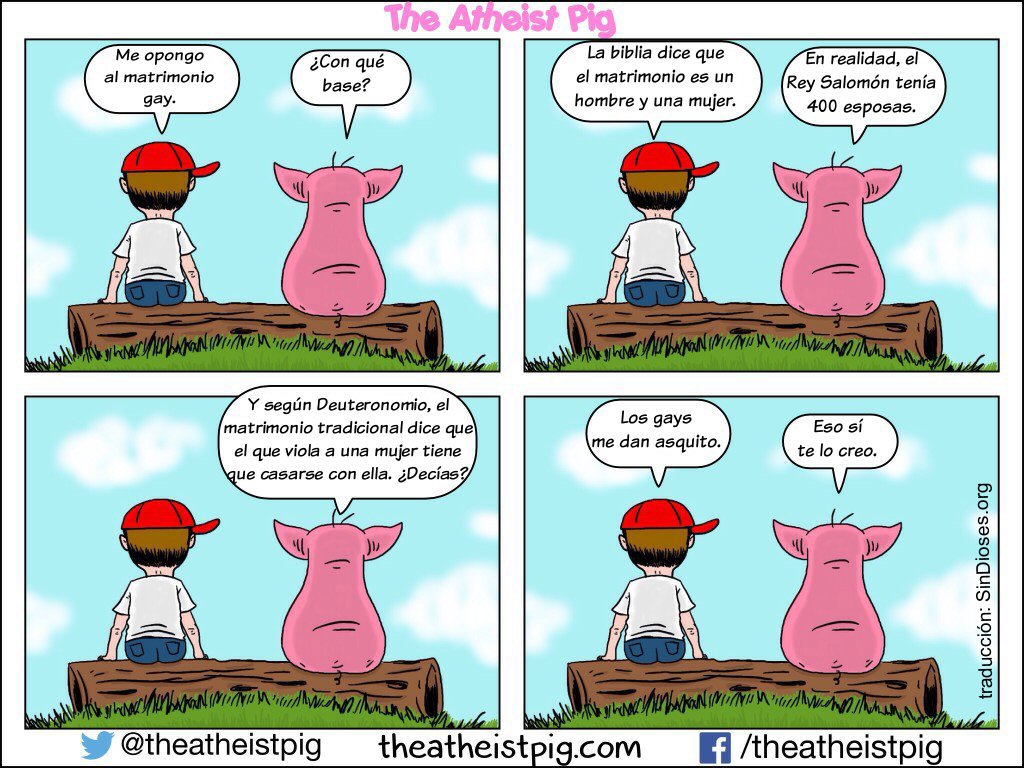 The Atheist Pig
Me opongo
al matrimonio
gay.
¿Con qué
base?
La biblia dice que
el matrimonio es un
hombre y una mujer.
En realidad, el
Rey Salomón tenía
400 esposas.
Y según Deuteronomio, el
matrimonio tradicional dice que
el que viola a una mujer tiene
que casarse con ella. ¿Decías?
Los gays
me dan asquito.
Eso sí
te lo creo.
traducción: SinDioses.org
@theatheistpig
theatheistpig.com
f /theatheistpig